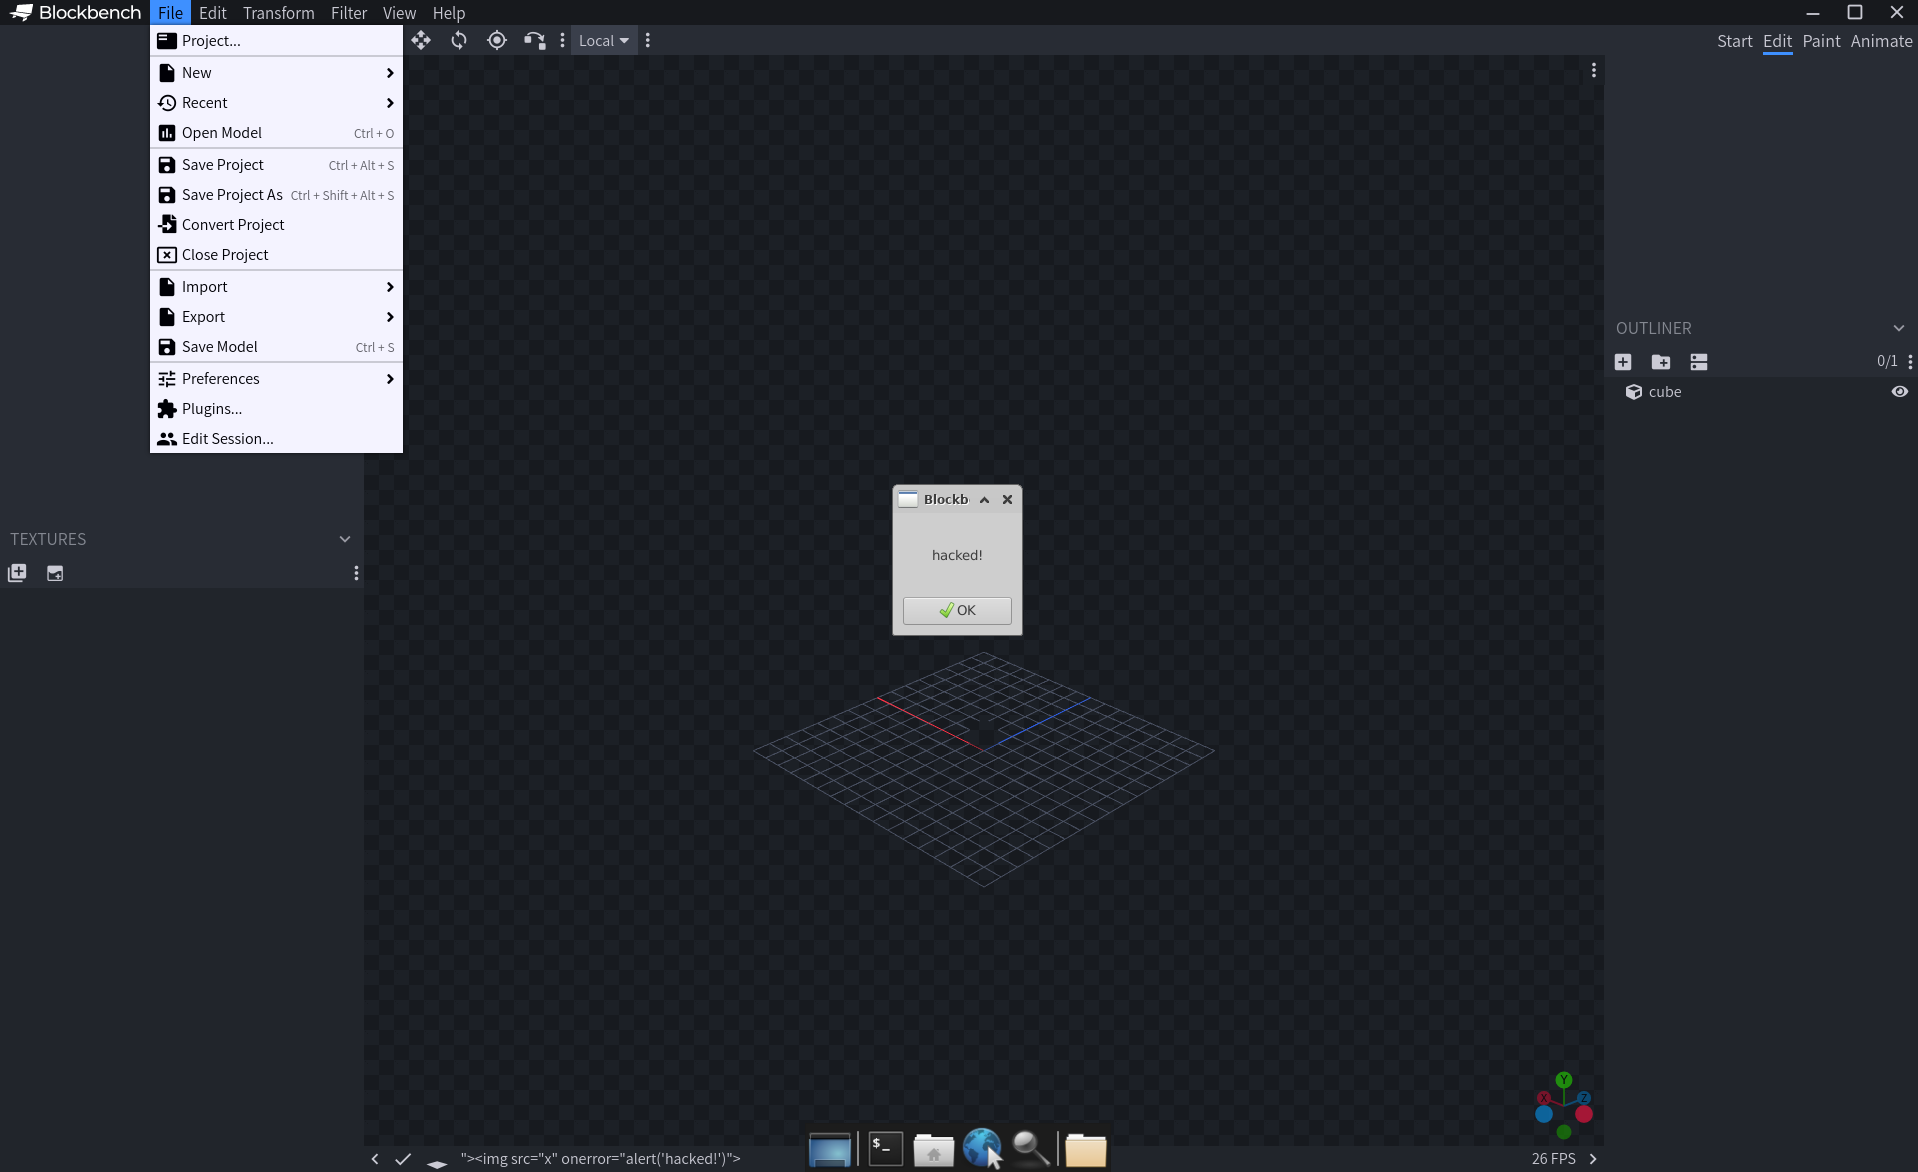 Blockbench File Edit Transform Filter View Help
Local
Start Edit Paint Animate
Project...
New
Recent
Open Model Ctrl + O
Save Project Ctrl + Alt + S
Save Project As Ctrl + Shift + Alt + S
Convert Project
Close Project
Import
Export
Save Model Ctrl + S
Preferences
Plugins...
Edit Session...
TEXTURES
OUTLINER
0/1
cube
Blockb
hacked!
OK
Y
X
Z
$-
"><img src="x" onerror="alert('hacked!')">
26 FPS